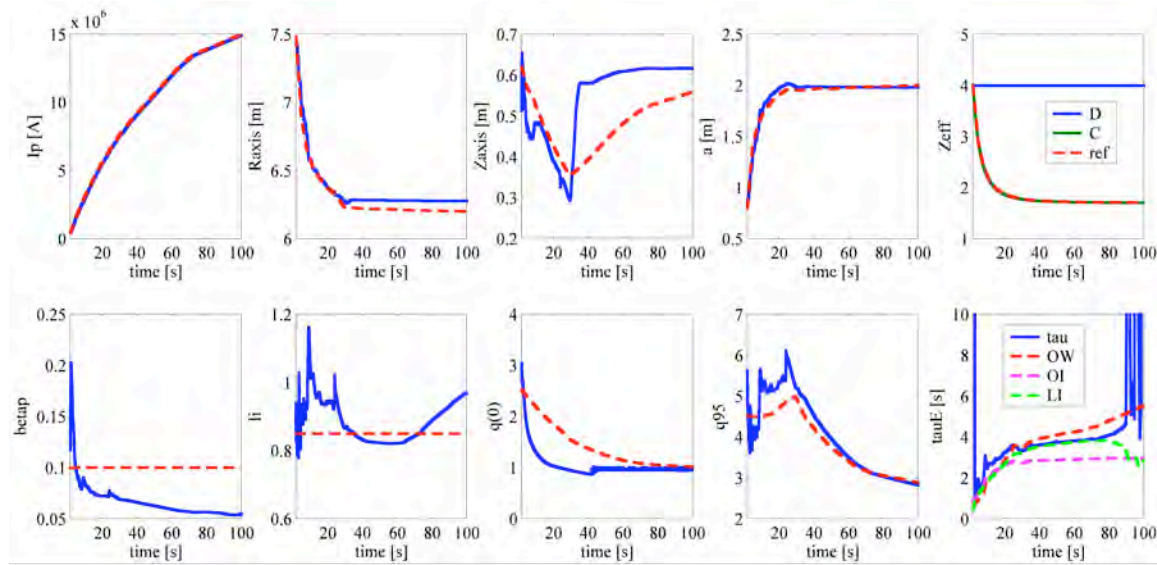 x 10⁶
15
10
5
0
Ip [A]
20 40 60 80 100
time [s]
7.5
7
6.5
6
Raxis [m]
20 40 60 80 100
time [s]
0.7
0.6
0.5
0.4
0.3
0.2
Zaxis [m]
20 40 60 80 100
time [s]
2.5
2
1.5
1
0.5
a [m]
20 40 60 80 100
time [s]
5
4
3
2
1
Zeff
D
C
ref
20 40 60 80 100
time [s]
0.25
0.2
0.15
0.1
0.05
betap
20 40 60 80 100
time [s]
1.2
1
0.8
0.6
li
20 40 60 80 100
time [s]
4
3
2
1
0
q(0)
20 40 60 80 100
time [s]
7
6
5
4
3
2
q95
20 40 60 80 100
time [s]
10
8
6
4
2
0
tauE [s]
tau
OW
OI
LI
20 40 60 80 100
time [s]